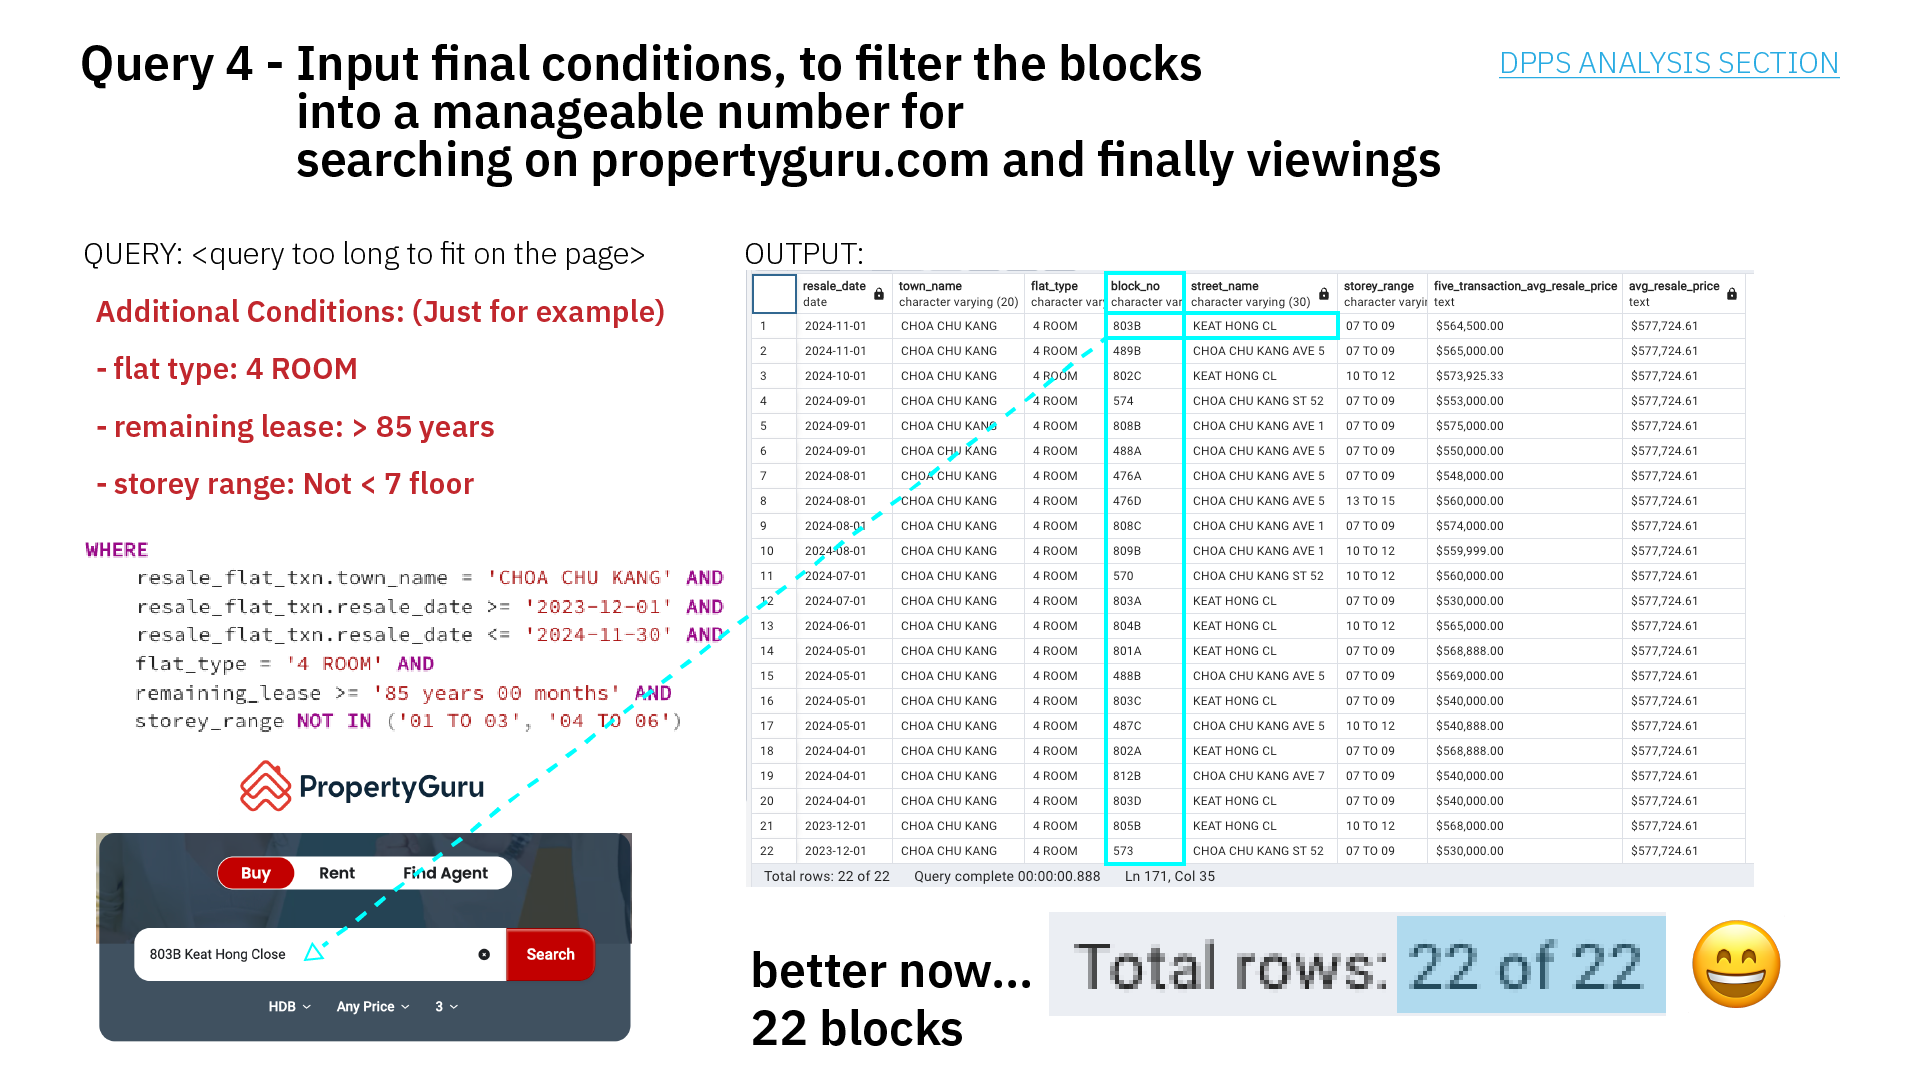 Query 4 - Input final conditions, to filter the blocks
into a manageable number for
searching on propertyguru.com and finally viewings
DPPS ANALYSIS SECTION
QUERY: <query too long to fit on the page>
Additional Conditions: (Just for example)
- flat type: 4 ROOM
- remaining lease: > 85 years
- storey range: Not < 7 floor
WHERE
resale_flat_txn.town_name = 'CHOA CHU KANG' AND
resale_flat_txn.resale_date >= '2023-12-01' AND
resale_flat_txn.resale_date <= '2024-11-30' AND
flat_type = '4 ROOM' AND
remaining_lease >= '85 years 00 months' AND
storey_range NOT IN ('01 TO 03', '04 TO 06')
PropertyGuru
Buy Rent Find Agent
803B Keat Hong Close Search
HDB Any Price 3
OUTPUT:
resale_date town_name flat_type block_no street_name storey_range five_transaction_avg_resale_price avg_resale_price
date character varying (20) character var character var character varying (30) character varyin text text
1 2024-11-01 CHOA CHU KANG 4 ROOM 803B KEAT HONG CL 07 TO 09 $564,500.00 $577,724.61
2 2024-11-01 CHOA CHU KANG 4 ROOM 489B CHOA CHU KANG AVE 5 07 TO 09 $565,000.00 $577,724.61
3 2024-10-01 CHOA CHU KANG 4 ROOM 802C KEAT HONG CL 10 TO 12 $573,925.33 $577,724.61
4 2024-09-01 CHOA CHU KANG 4 ROOM 574 CHOA CHU KANG ST 52 07 TO 09 $553,000.00 $577,724.61
5 2024-09-01 CHOA CHU KANG 4 ROOM 808B CHOA CHU KANG AVE 1 07 TO 09 $575,000.00 $577,724.61
6 2024-09-01 CHOA CHU KANG 4 ROOM 488A CHOA CHU KANG AVE 5 07 TO 09 $550,000.00 $577,724.61
7 2024-08-01 CHOA CHU KANG 4 ROOM 476A CHOA CHU KANG AVE 5 07 TO 09 $548,000.00 $577,724.61
8 2024-08-01 CHOA CHU KANG 4 ROOM 476D CHOA CHU KANG AVE 5 13 TO 15 $560,000.00 $577,724.61
9 2024-08-01 CHOA CHU KANG 4 ROOM 808C CHOA CHU KANG AVE 1 07 TO 09 $574,000.00 $577,724.61
10 2024-08-01 CHOA CHU KANG 4 ROOM 809B CHOA CHU KANG AVE 1 10 TO 12 $559,999.00 $577,724.61
11 2024-07-01 CHOA CHU KANG 4 ROOM 570 CHOA CHU KANG ST 52 10 TO 12 $560,000.00 $577,724.61
12 2024-07-01 CHOA CHU KANG 4 ROOM 803A KEAT HONG CL 07 TO 09 $530,000.00 $577,724.61
13 2024-06-01 CHOA CHU KANG 4 ROOM 804B KEAT HONG CL 10 TO 12 $565,000.00 $577,724.61
14 2024-05-01 CHOA CHU KANG 4 ROOM 801A KEAT HONG CL 07 TO 09 $568,888.00 $577,724.61
15 2024-05-01 CHOA CHU KANG 4 ROOM 488B CHOA CHU KANG AVE 5 07 TO 09 $569,000.00 $577,724.61
16 2024-05-01 CHOA CHU KANG 4 ROOM 803C KEAT HONG CL 07 TO 09 $540,000.00 $577,724.61
17 2024-05-01 CHOA CHU KANG 4 ROOM 487C CHOA CHU KANG AVE 5 10 TO 12 $540,888.00 $577,724.61
18 2024-04-01 CHOA CHU KANG 4 ROOM 802A KEAT HONG CL 07 TO 09 $568,888.00 $577,724.61
19 2024-04-01 CHOA CHU KANG 4 ROOM 812B CHOA CHU KANG AVE 7 07 TO 09 $540,000.00 $577,724.61
20 2024-04-01 CHOA CHU KANG 4 ROOM 803D KEAT HONG CL 07 TO 09 $540,000.00 $577,724.61
21 2023-12-01 CHOA CHU KANG 4 ROOM 805B KEAT HONG CL 10 TO 12 $568,000.00 $577,724.61
22 2023-12-01 CHOA CHU KANG 4 ROOM 573 CHOA CHU KANG ST 52 07 TO 09 $530,000.00 $577,724.61
Total rows: 22 of 22 Query complete 00:00:00.888 Ln 171, Col 35
better now...
22 blocks
Total rows: 22 of 22